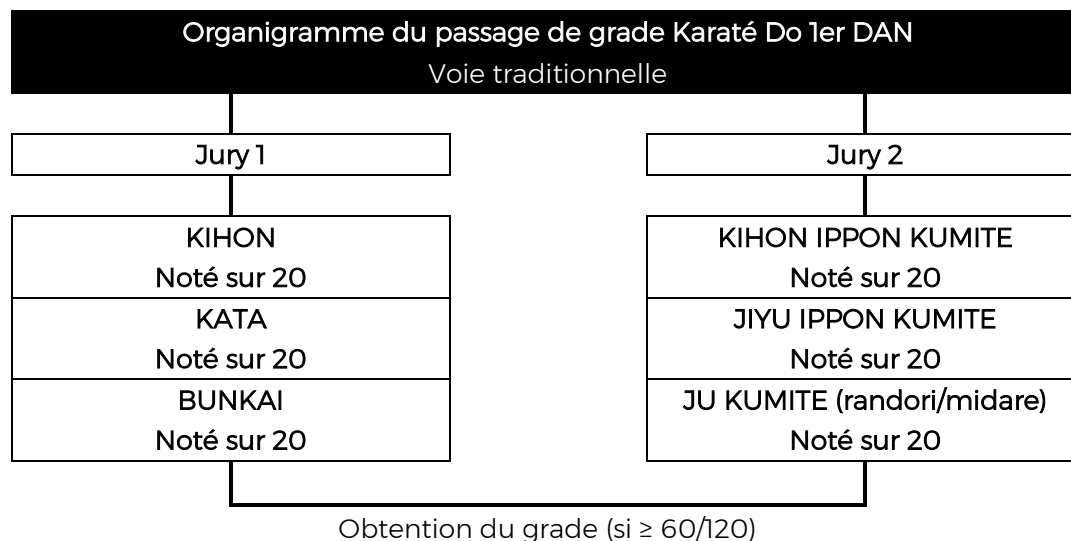 Organigramme du passage de grade Karaté Do 1er DAN
Voie traditionnelle
Jury 1
KIHON
Noté sur 20
KATA
Noté sur 20
BUNKAI
Noté sur 20
Jury 2
KIHON IPPON KUMITE
Noté sur 20
JIYU IPPON KUMITE
Noté sur 20
JU KUMITE (randori/midare)
Noté sur 20
Obtention du grade (si ≥ 60/120)